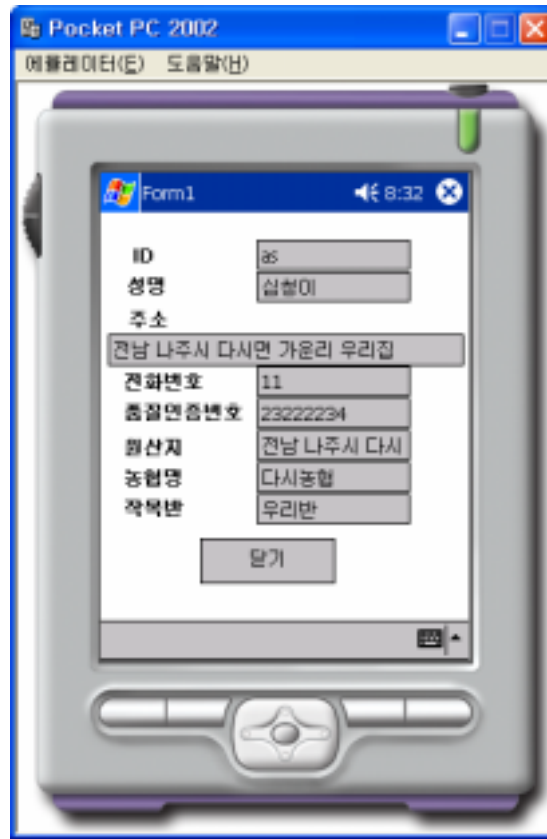 Pocket PC 2002
에뮬레이터(E) 도움말(H)
Form1 8:32
ID as
성명 심청이
주소
전남 나주시 다시면 가운리 우리집
전화번호 11
품질인증번호 23222234
원산지 전남 나주시 다시
농협명 다시농협
작목반 우리반
닫기